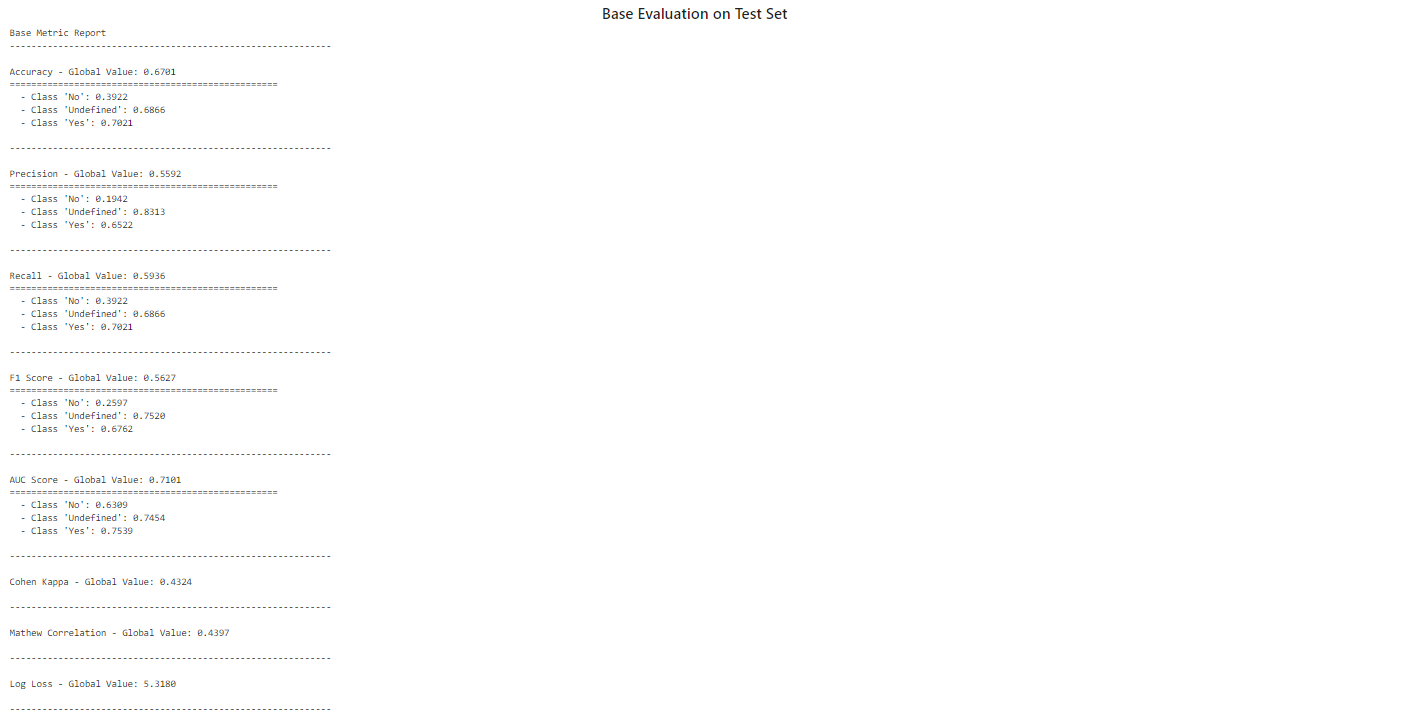 Base Evaluation on Test Set
Base Metric Report
------------------------------------------------------------
Accuracy - Global Value: 0.6701
==================================================
- Class 'No': 0.3922
- Class 'Undefined': 0.6866
- Class 'Yes': 0.7021
------------------------------------------------------------
Precision - Global Value: 0.5592
==================================================
- Class 'No': 0.1942
- Class 'Undefined': 0.8313
- Class 'Yes': 0.6522
------------------------------------------------------------
Recall - Global Value: 0.5936
==================================================
- Class 'No': 0.3922
- Class 'Undefined': 0.6866
- Class 'Yes': 0.7021
------------------------------------------------------------
F1 Score - Global Value: 0.5627
==================================================
- Class 'No': 0.2597
- Class 'Undefined': 0.7520
- Class 'Yes': 0.6762
------------------------------------------------------------
AUC Score - Global Value: 0.7101
==================================================
- Class 'No': 0.6309
- Class 'Undefined': 0.7454
- Class 'Yes': 0.7539
------------------------------------------------------------
Cohen Kappa - Global Value: 0.4324
------------------------------------------------------------
Mathew Correlation - Global Value: 0.4397
------------------------------------------------------------
Log Loss - Global Value: 5.3180
------------------------------------------------------------